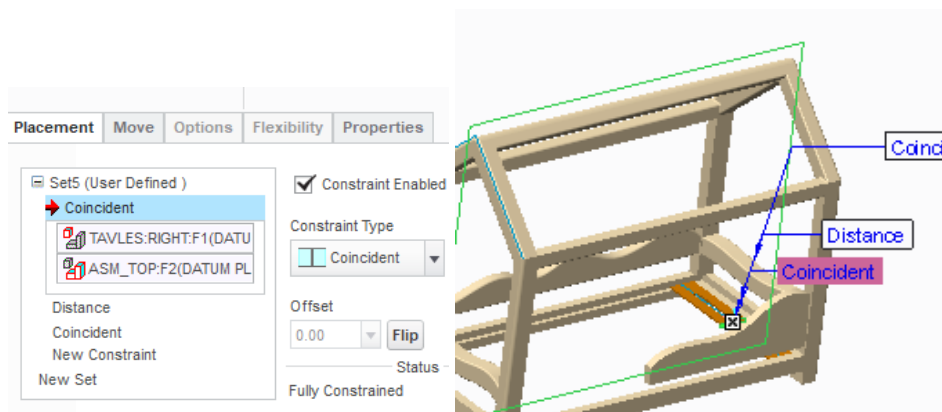 Placement Move Options Flexibility Properties
Set5 (User Defined )
Coincident
TAVLES:RIGHT:F1(DATU
ASM_TOP:F2(DATUM PL
Distance
Coincident
New Constraint
New Set
Constraint Enabled
Constraint Type
Coincident
Offset
0.00 Flip
Status
Fully Constrained
Coinci
Distance
Coincident